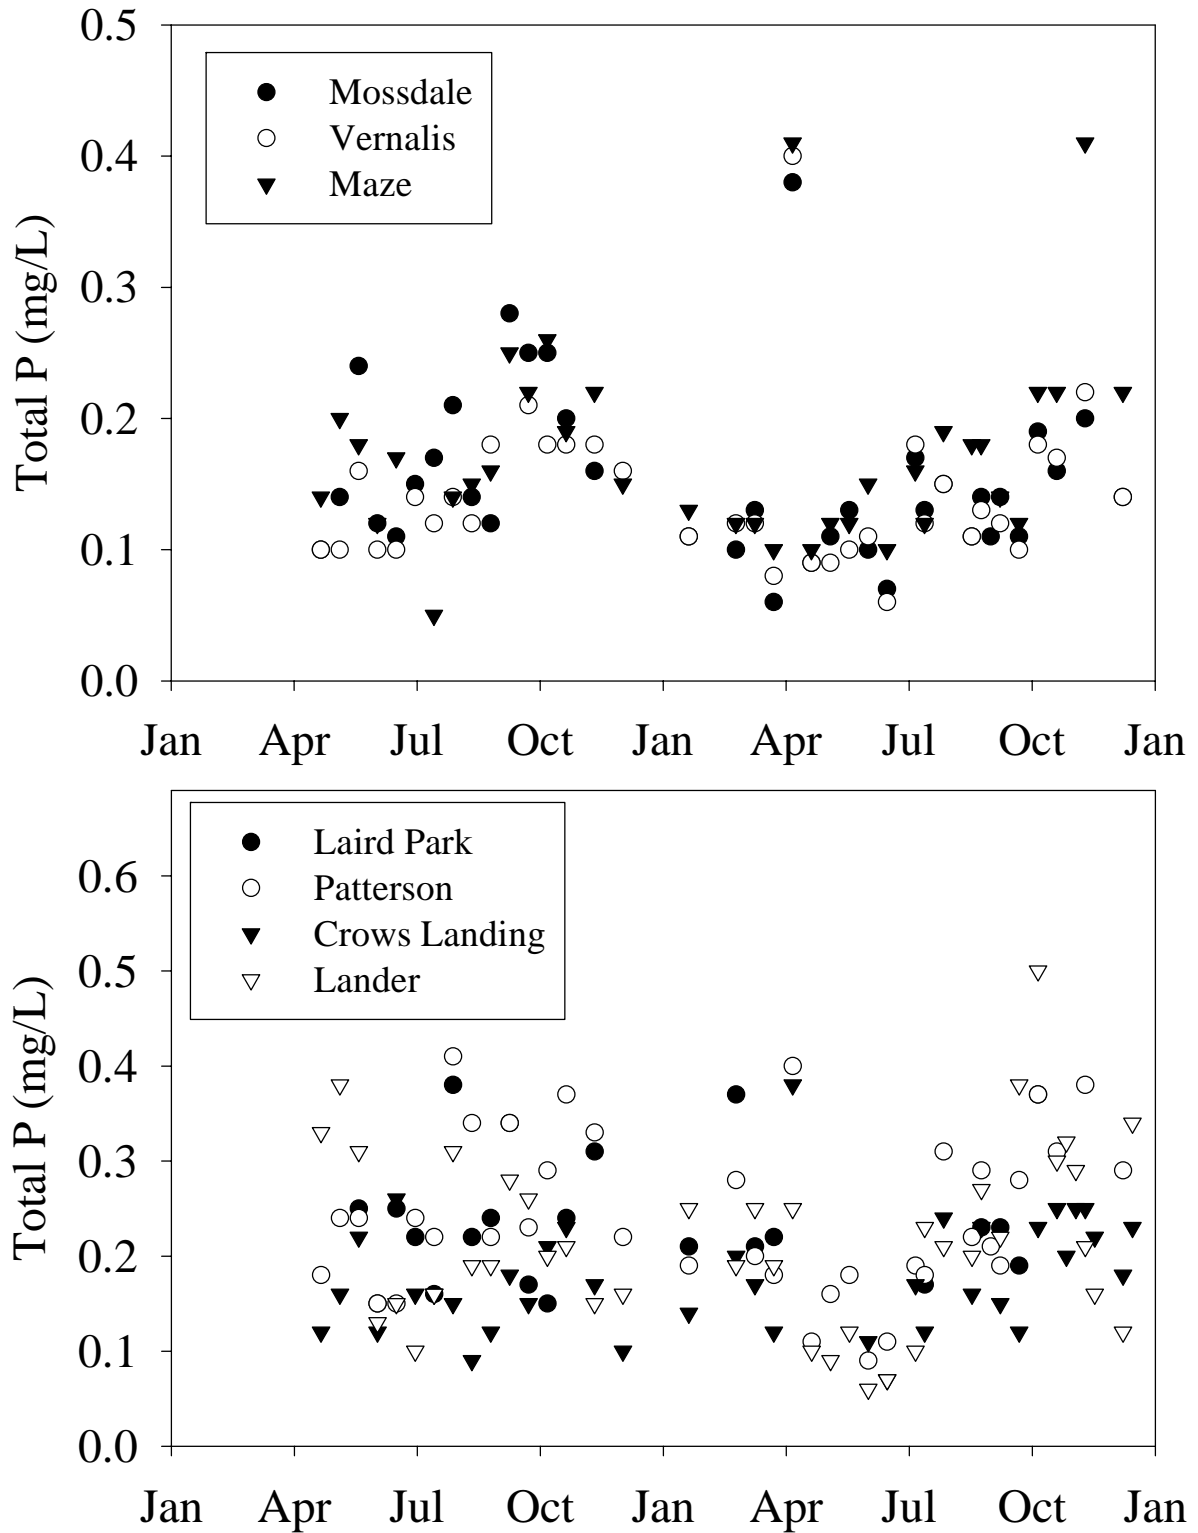 0.5
Mossdale
Vernalis
Maze
0.4
0.3
0.2
0.1
0.0
Total P (mg/L)
Jan Apr Jul Oct Jan Apr Jul Oct Jan
Laird Park
Patterson
Crows Landing
Lander
0.6
0.5
0.4
0.3
0.2
0.1
0.0
Total P (mg/L)
Jan Apr Jul Oct Jan Apr Jul Oct Jan